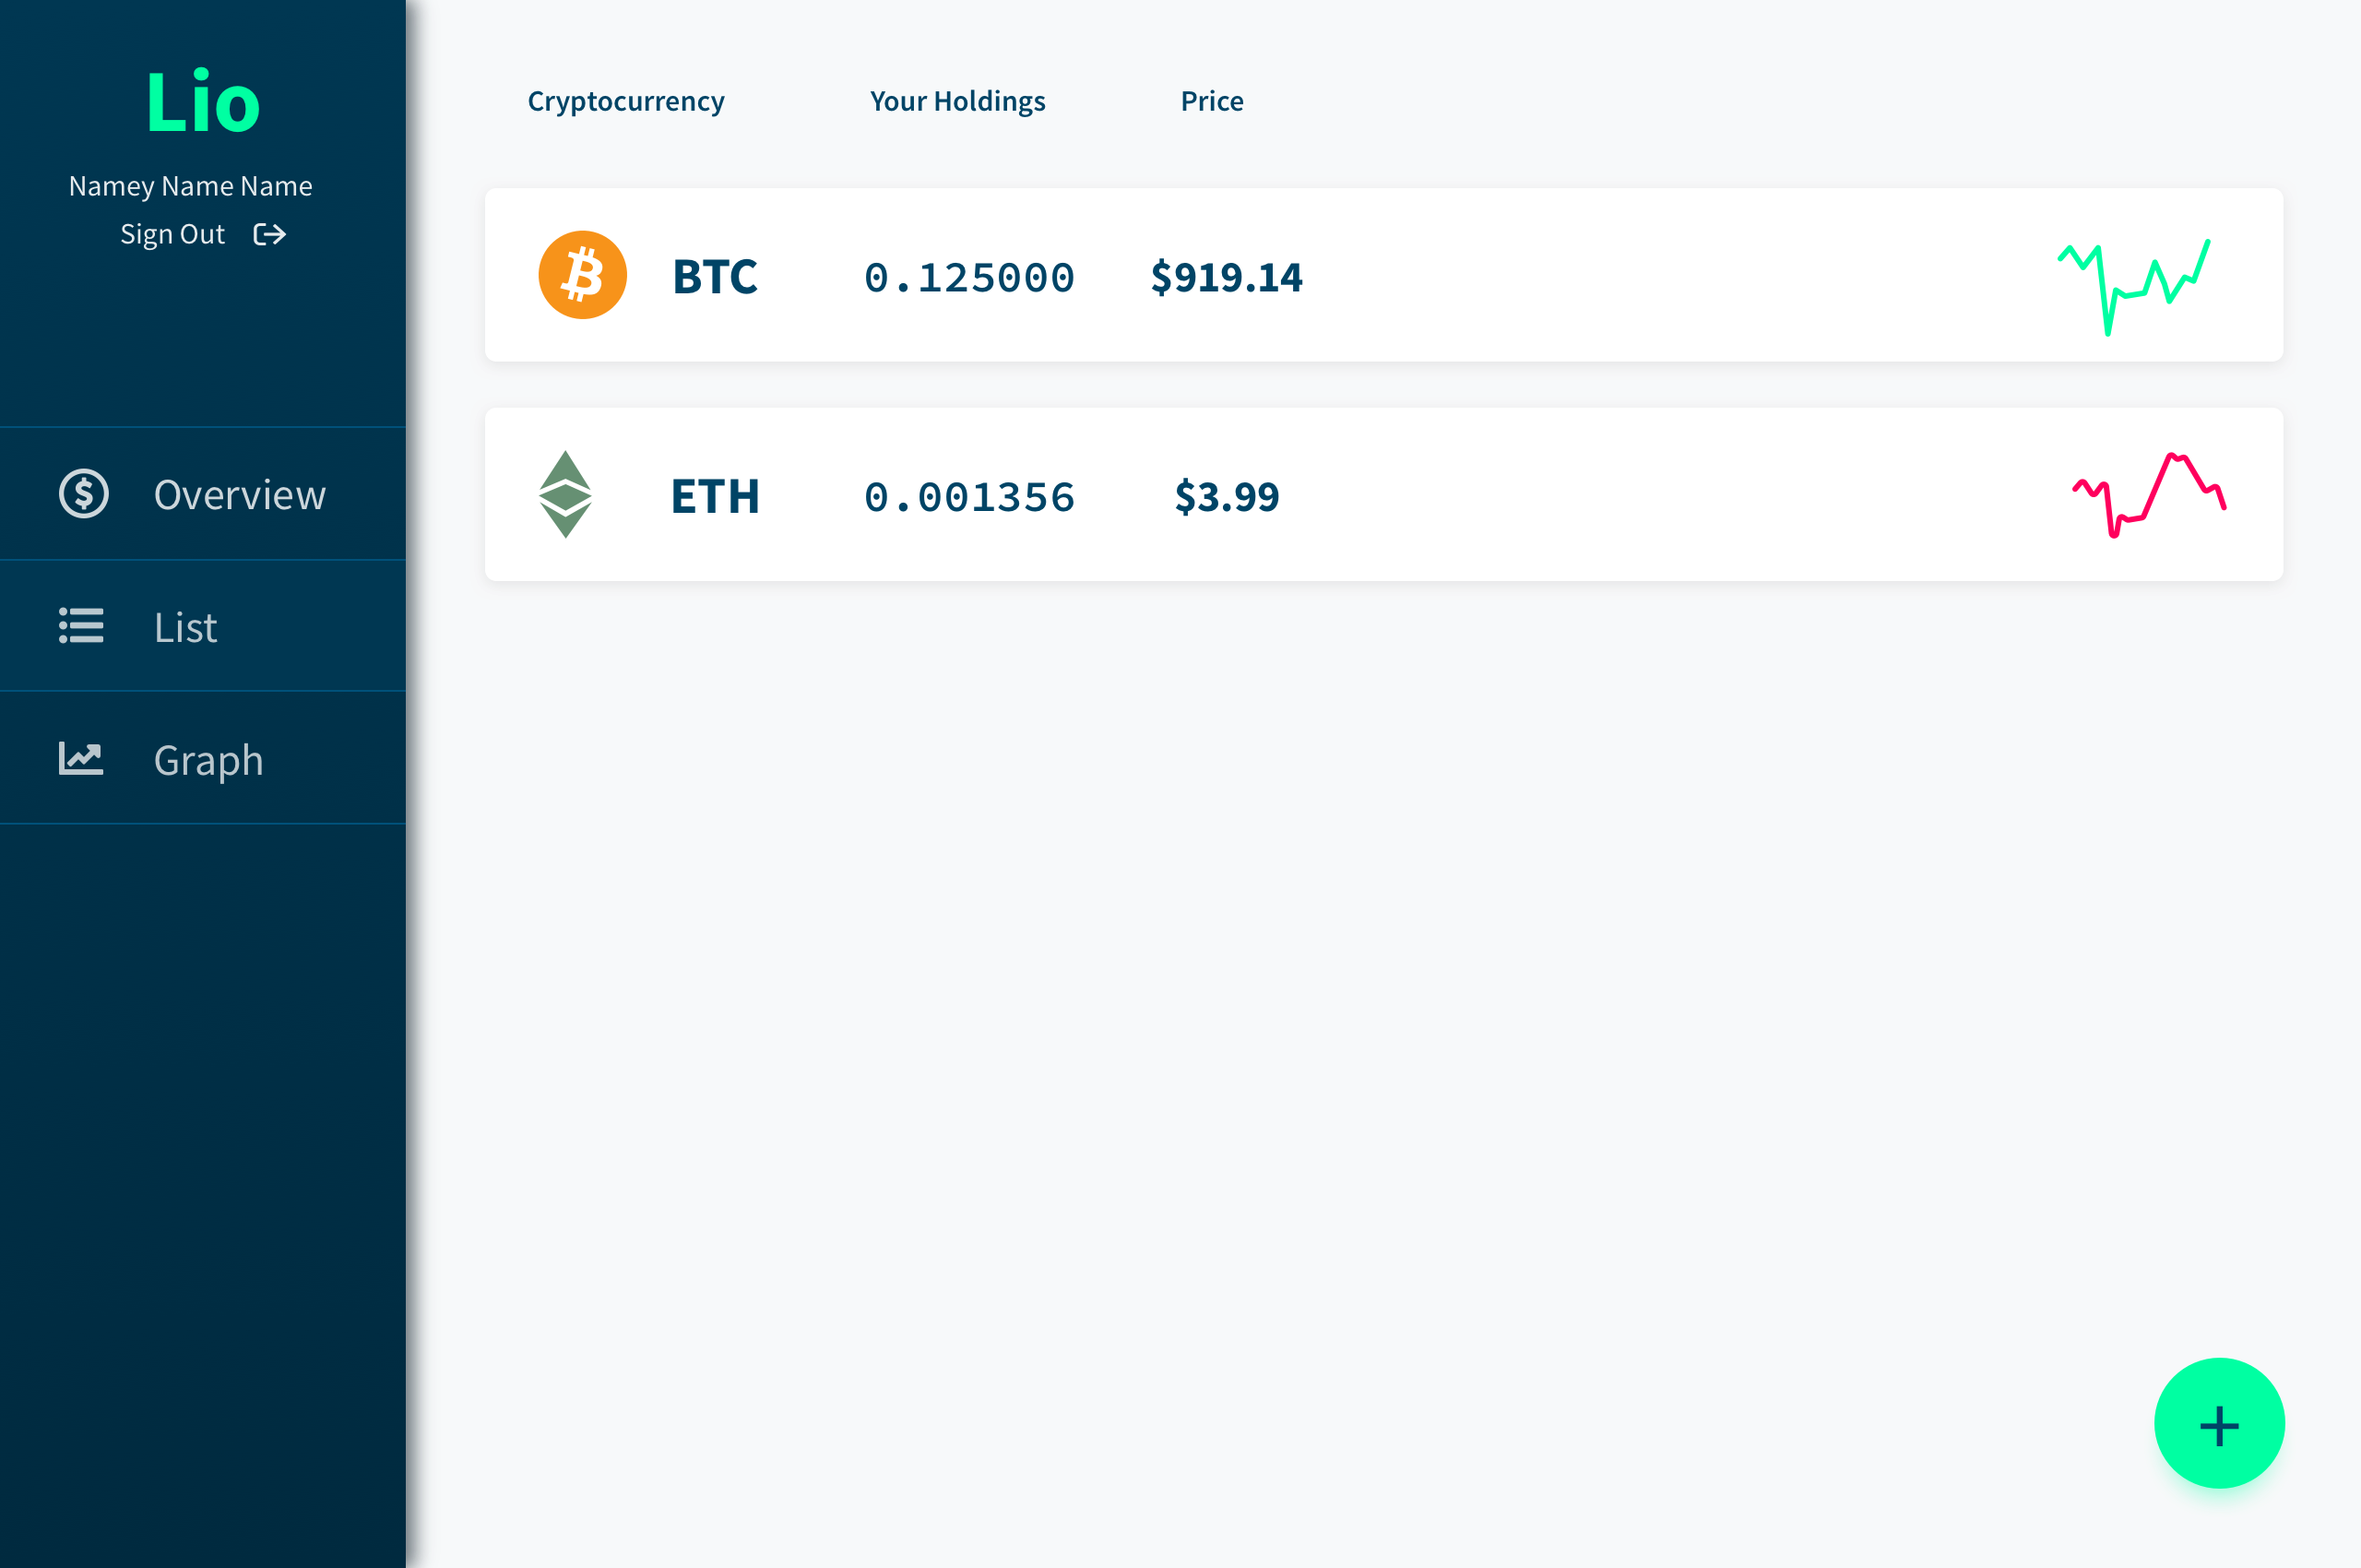 Lio
Namey Name Name
Sign Out
Overview
List
Graph
Cryptocurrency Your Holdings Price
BTC 0.125000 $919.14
ETH 0.001356 $3.99
+